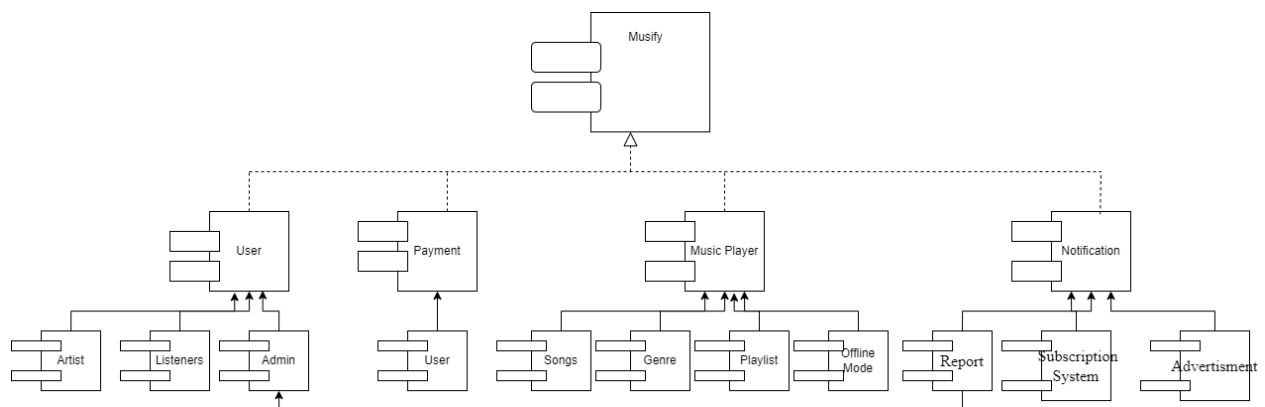 Musify
User
Payment
Music Player
Notification
Artist
Listeners
Admin
User
Songs
Genre
Playlist
Offline
Mode
Report
Subscription
System
Advertisment